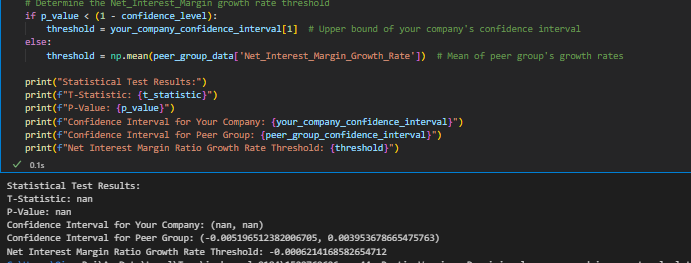 # Determine the Net_Interest_Margin growth rate threshold
if p_value < (1 - confidence_level):
    threshold = your_company_confidence_interval[1]  # Upper bound of your company's confidence interval
else:
    threshold = np.mean(peer_group_data['Net_Interest_Margin_Growth_Rate'])  # Mean of peer group's growth rates
print("Statistical Test Results:")
print(f"T-Statistic: {t_statistic}")
print(f"P-Value: {p_value}")
print(f"Confidence Interval for Your Company: {your_company_confidence_interval}")
print(f"Confidence Interval for Peer Group: {peer_group_confidence_interval}")
print(f"Net Interest Margin Ratio Growth Rate Threshold: {threshold}")
✓ 0.1s
Statistical Test Results:
T-Statistic: nan
P-Value: nan
Confidence Interval for Your Company: (nan, nan)
Confidence Interval for Peer Group: (-0.005196512382006705, 0.003953678665475763)
Net Interest Margin Ratio Growth Rate Threshold: -0.0006214168582654712